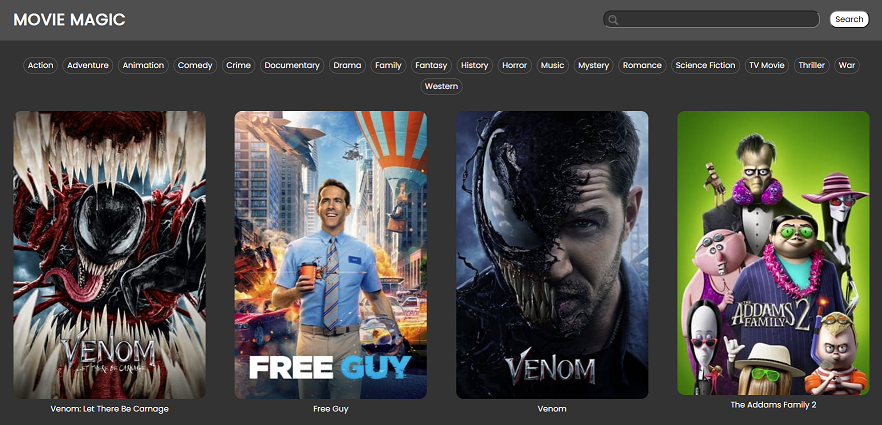 MOVIE MAGIC
Search
Action Adventure Animation Comedy Crime Documentary Drama Family Fantasy History Horror Music Mystery Romance Science Fiction TV Movie Thriller War
Western
VENOM
LET THERE BE CARNAGE
FREE GUY
VENOM
THE
ADDAMS
FAMILY 2
Venom: Let There Be Carnage
Free Guy
Venom
The Addams Family 2